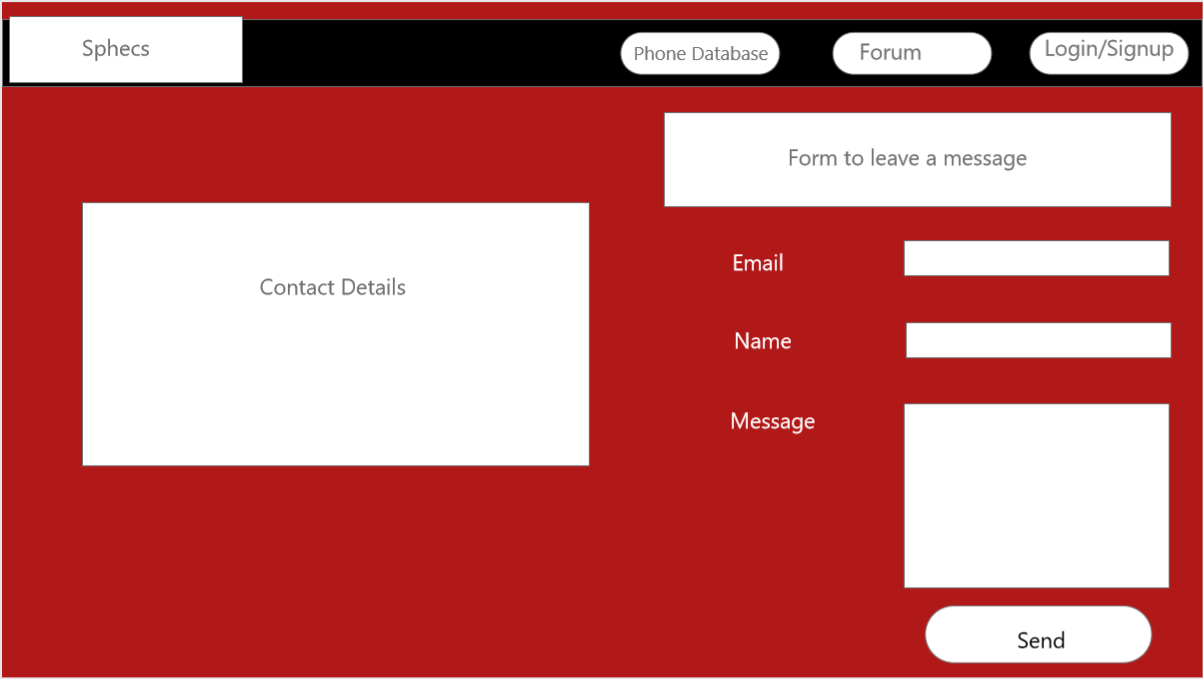 Sphecs
Phone Database
Forum
Login/Signup
Form to leave a message
Contact Details
Email
Name
Message
Send